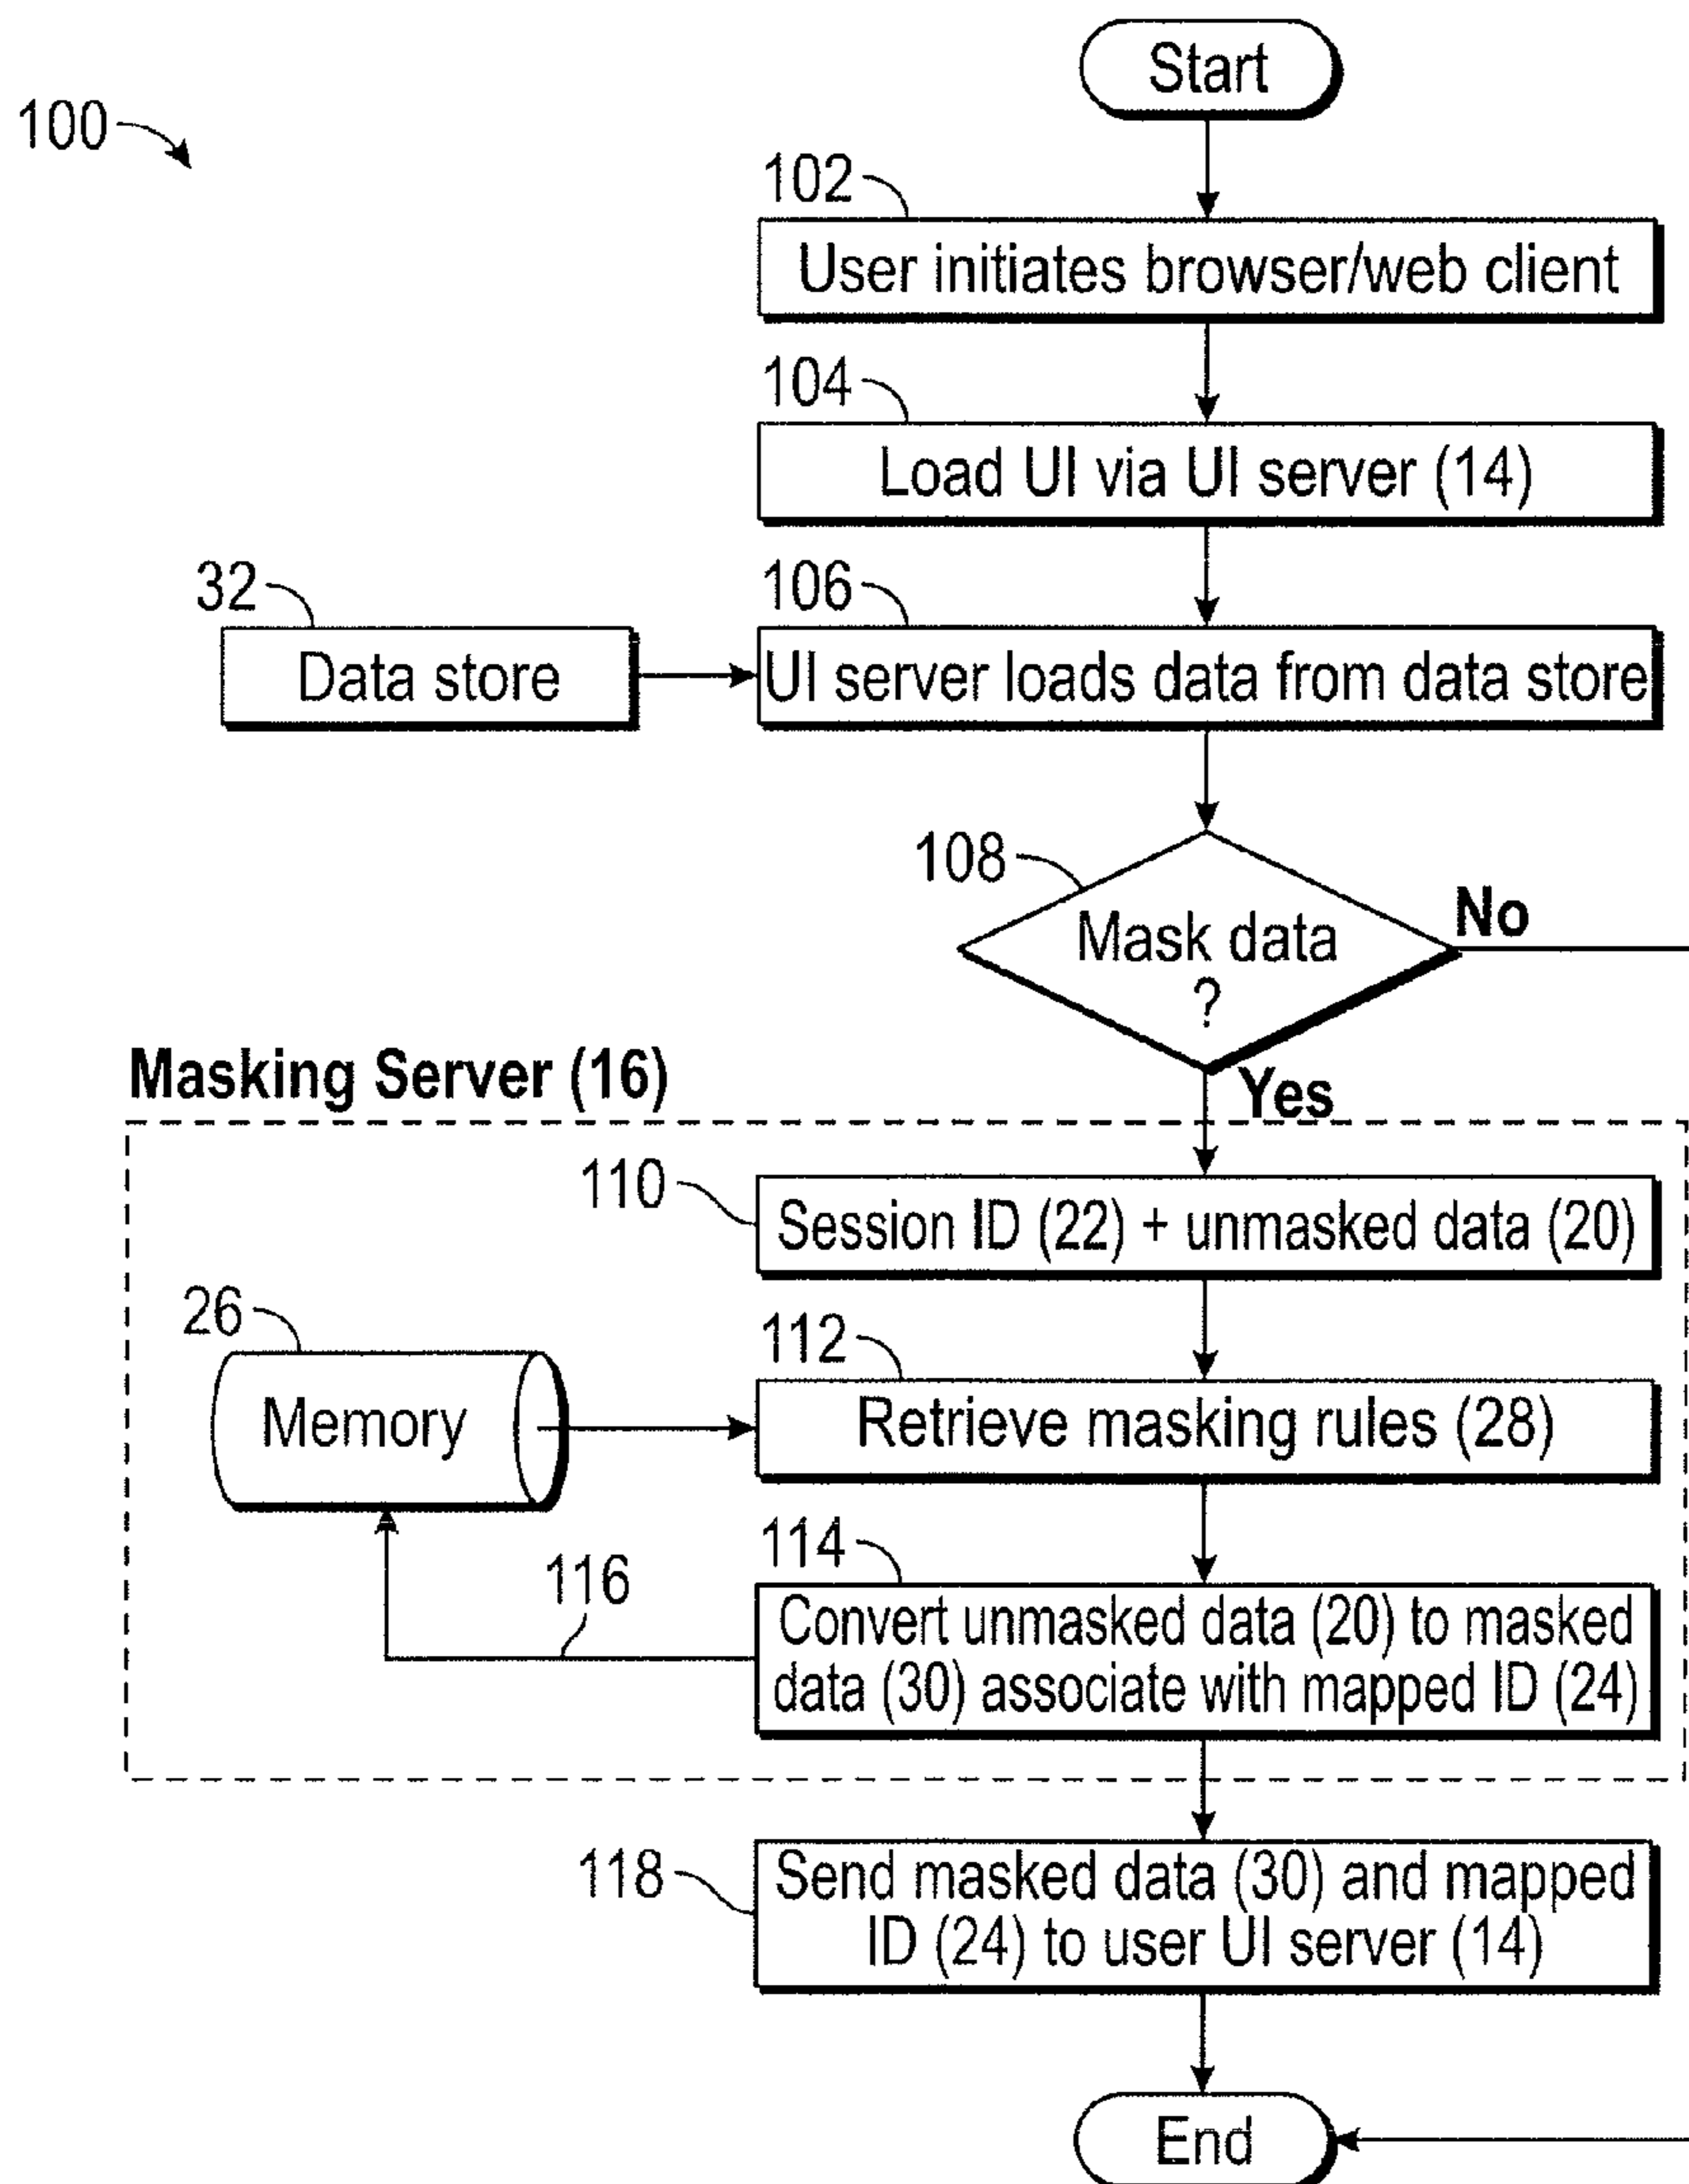 Start
100
102
User initiates browser/web client
104
Load UI via UI server (14)
32
106
Data store
UI server loads data from data store
108
Mask data
?
No
Yes
Masking Server (16)
110
Session ID (22) + unmasked data (20)
26
112
Memory
Retrieve masking rules (28)
114
116
Convert unmasked data (20) to masked
data (30) associate with mapped ID (24)
118
Send masked data (30) and mapped
ID (24) to user UI server (14)
End